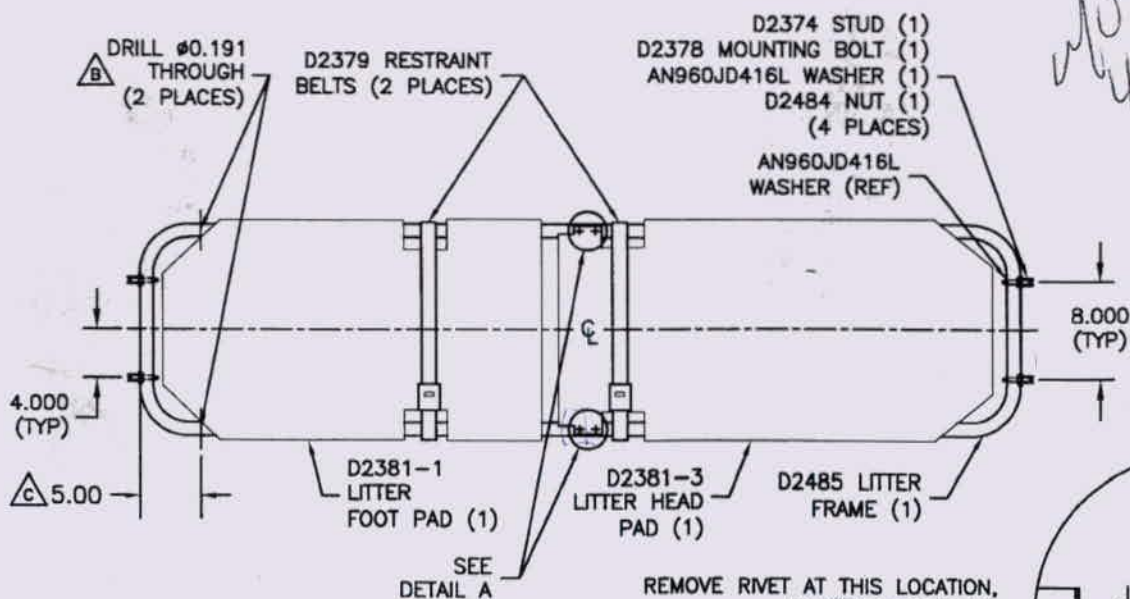 DRILL ø0.191
THROUGH
(2 PLACES)
B
D2379 RESTRAINT
BELTS (2 PLACES)
D2374 STUD (1)
D2378 MOUNTING BOLT (1)
AN960JD416L WASHER (1)
D2484 NUT (1)
(4 PLACES)
AN960JD416L
WASHER (REF)
℄
8.000
(TYP)
4.000
(TYP)
C 5.00
D2381-1
LITTER
FOOT PAD (1)
D2381-3
LITTER HEAD
PAD (1)
D2485 LITTER
FRAME (1)
SEE
DETAIL A
REMOVE RIVET AT THIS LOCATION,